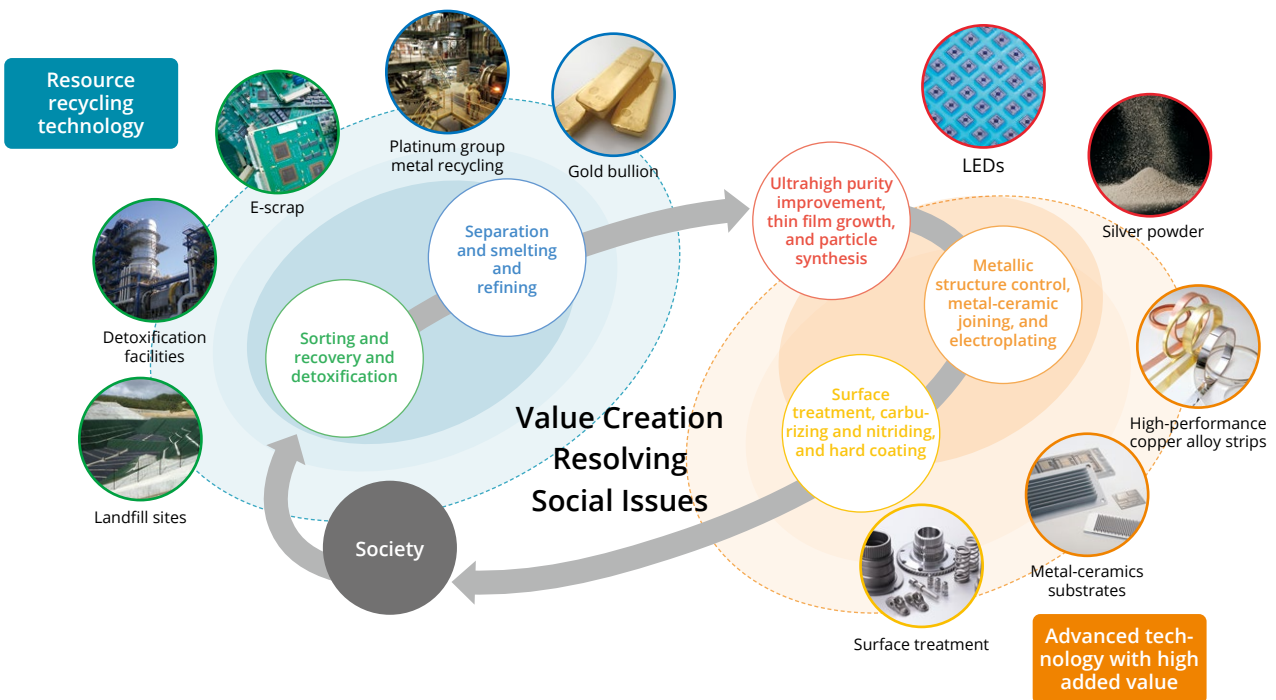 Resource
recycling
technology
Platinum group
metal recycling
Gold bullion
E-scrap
LEDs
Silver powder
Ultrahigh purity
improvement,
thin film growth,
and particle
synthesis
Separation
and smelting
and
refining
Metallic
structure control,
metal-ceramic
joining, and
electroplating
Detoxification
facilities
Sorting and
recovery and
detoxification
Surface
treatment, carbu-
rizing and nitriding,
and hard coating
High-performance
copper alloy strips
Value Creation
Resolving
Social Issues
Landfill sites
Society
Metal-ceramics
substrates
Surface treatment
Advanced tech-
nology with high
added value